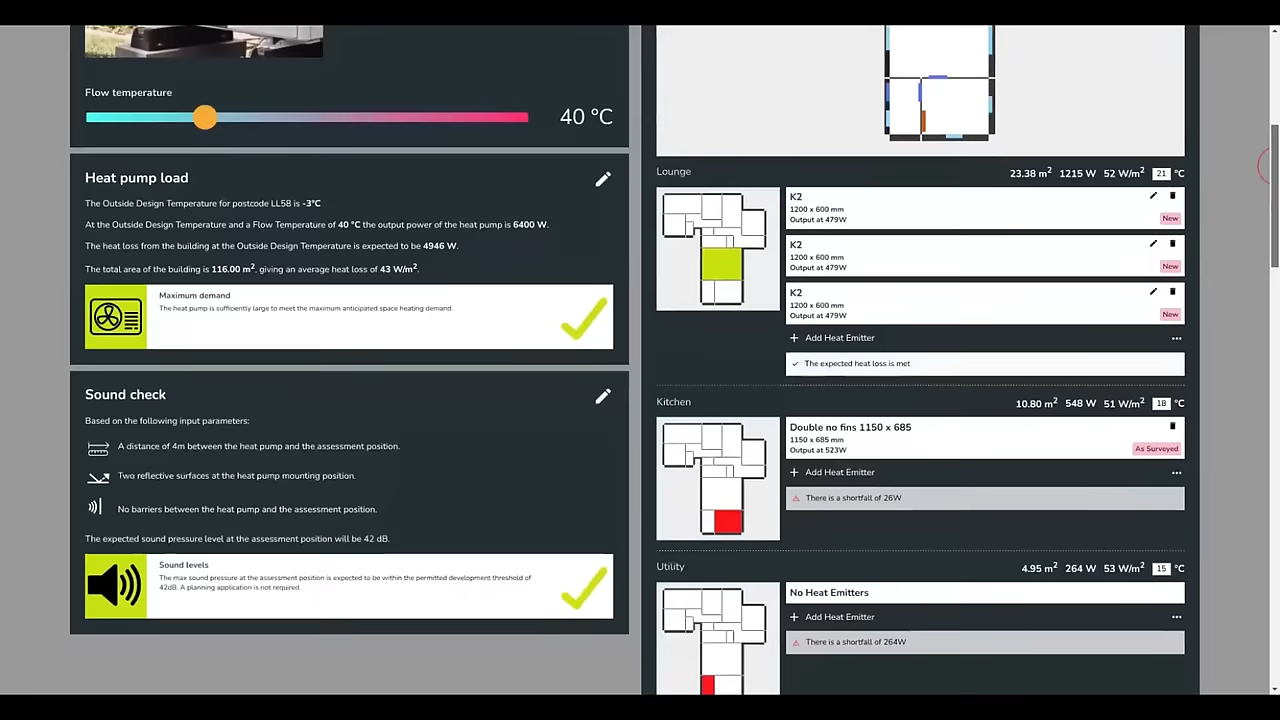 Flow temperature
40 °C
Heat pump load
The Outside Design Temperature for postcode LL58 is -3°C
At the Outside Design Temperature and a Flow Temperature of 40 °C the output power of the heat pump is 6400 W.
The heat loss from the building at the Outside Design Temperature is expected to be 4946 W.
The total area of the building is 116.00 m², giving an average heat loss of 43 W/m².
Maximum demand
The heat pump is sufficiently large to meet the maximum anticipated space heating demand.
Sound check
Based on the following input parameters:
A distance of 4m between the heat pump and the assessment position.
Two reflective surfaces at the heat pump mounting position.
No barriers between the heat pump and the assessment position.
The expected sound pressure level at the assessment position will be 42 dB.
Sound levels
The max sound pressure at the assessment position is expected to be within the permitted development threshold of
42dB. A planning application is not required.
Lounge 23.38 m² 1215 W 52 W/m² 21 °C
K2
1200 x 600 mm
Output at 479W
New
K2
1200 x 600 mm
Output at 479W
New
K2
1200 x 600 mm
Output at 479W
New
+ Add Heat Emitter
The expected heat loss is met
Kitchen 10.80 m² 548 W 51 W/m² 18 °C
Double no fins 1150 x 685
1150 x 685 mm
Output at 523W
As Surveyed
+ Add Heat Emitter
There is a shortfall of 26W
Utility 4.95 m² 264 W 53 W/m² 15 °C
No Heat Emitters
+ Add Heat Emitter
There is a shortfall of 264W